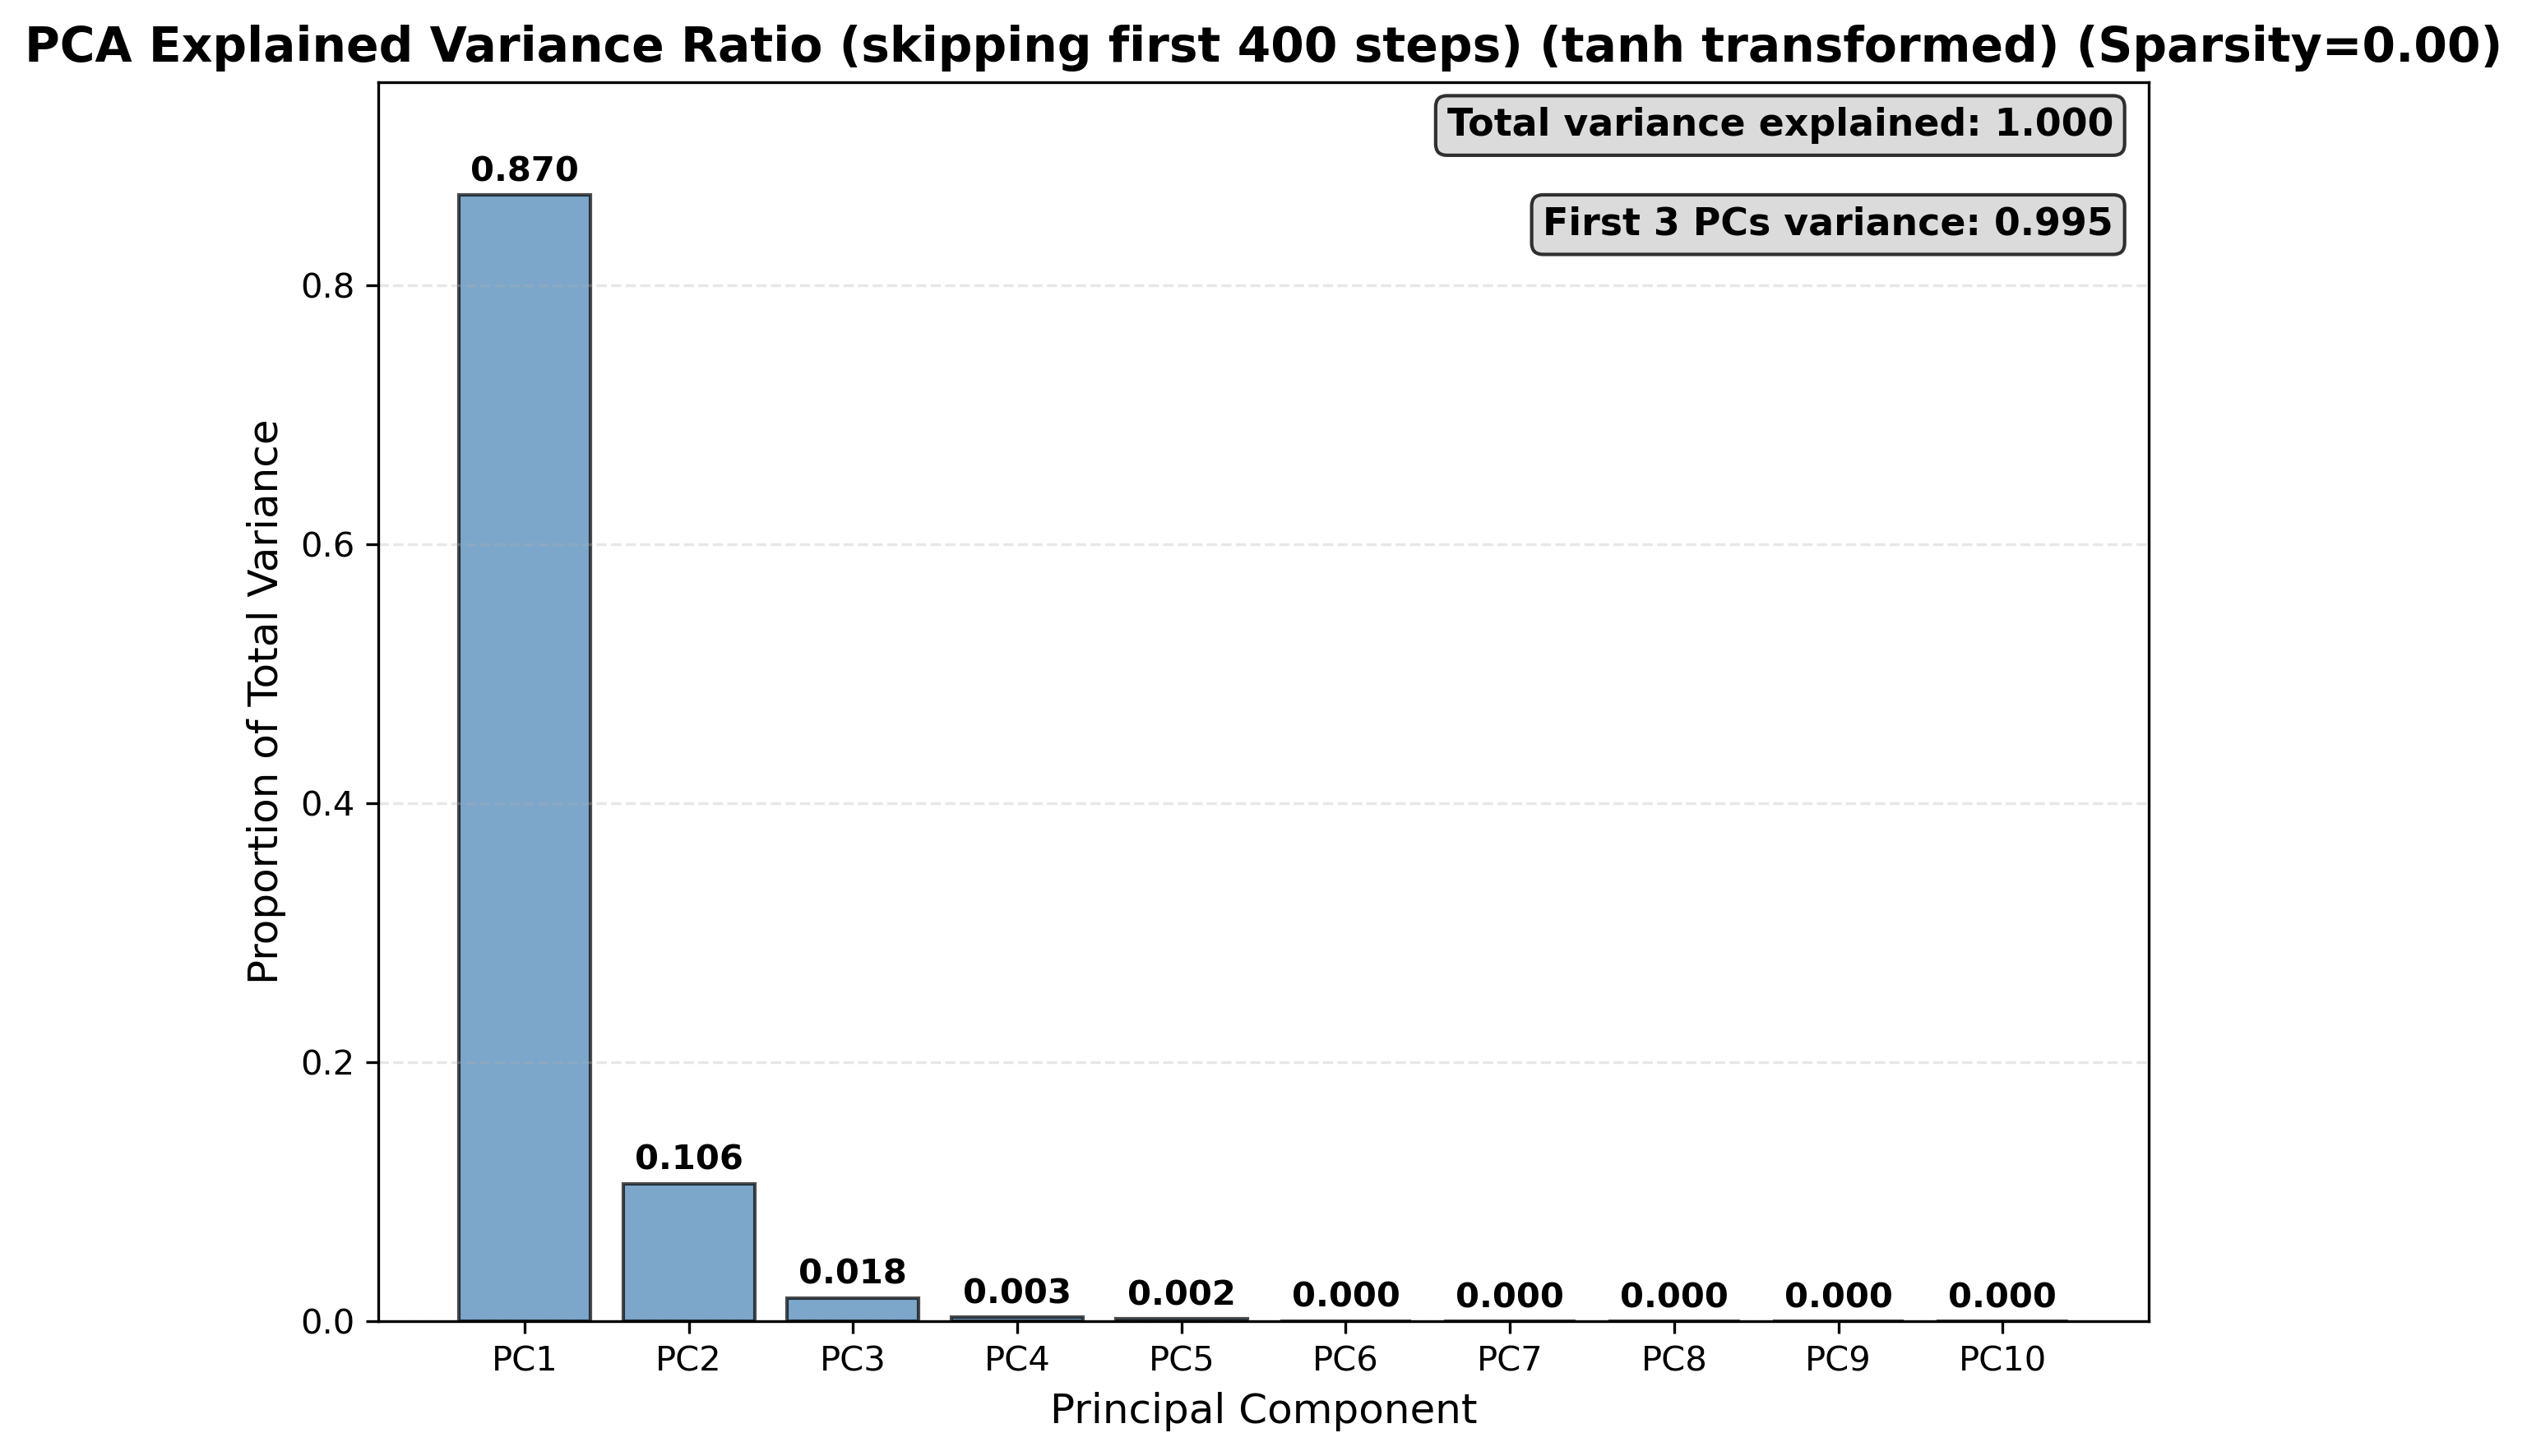 PCA Explained Variance Ratio (skipping first 400 steps) (tanh transformed) (Sparsity=0.00)
Total variance explained: 1.000
First 3 PCs variance: 0.995
Proportion of Total Variance
0.8
0.6
0.4
0.2
0.0
0.870
0.106
0.018
0.003
0.002
0.000
0.000
0.000
0.000
0.000
PC1
PC2
PC3
PC4
PC5
PC6
PC7
PC8
PC9
PC10
Principal Component